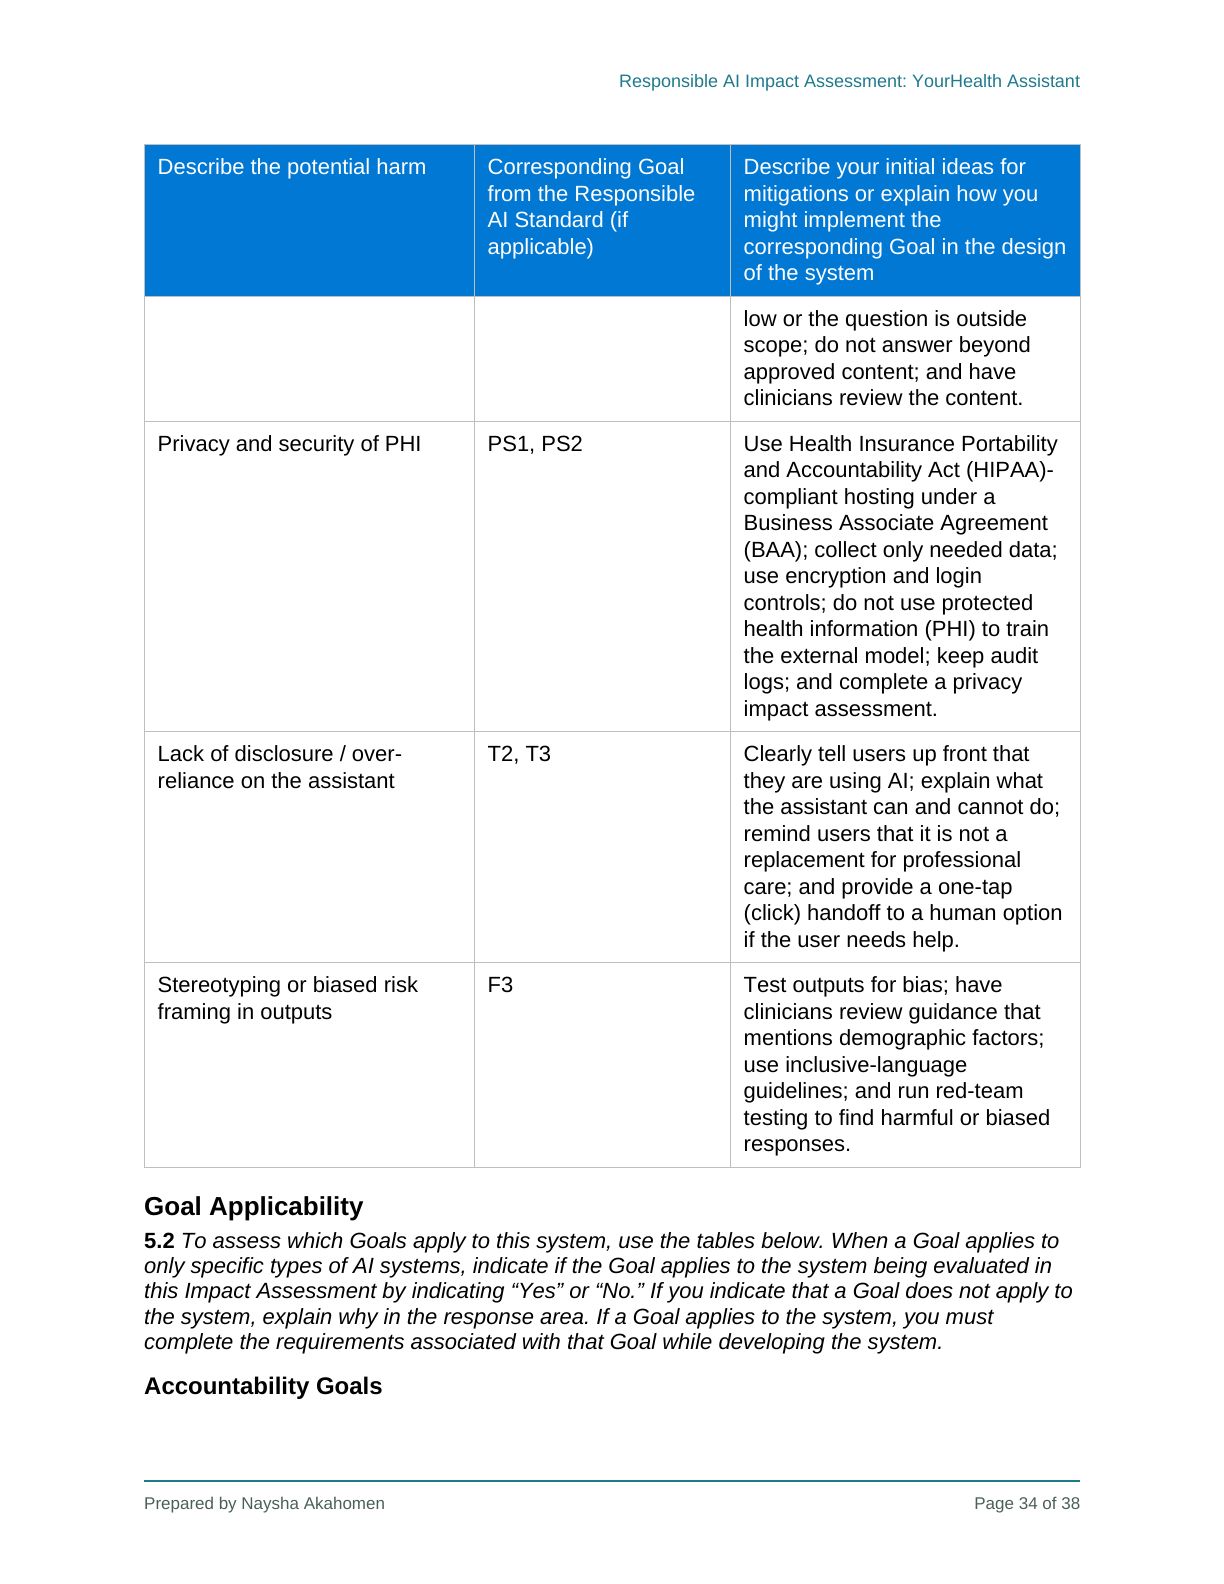 Responsible AI Impact Assessment: YourHealth Assistant
Describe the potential harm
Corresponding Goal
from the Responsible
AI Standard (if
applicable)
Describe your initial ideas for
mitigations or explain how you
might implement the
corresponding Goal in the design
of the system
low or the question is outside
scope; do not answer beyond
approved content; and have
clinicians review the content.
Privacy and security of PHI
PS1, PS2
Use Health Insurance Portability
and Accountability Act (HIPAA)-
compliant hosting under a
Business Associate Agreement
(BAA); collect only needed data;
use encryption and login
controls; do not use protected
health information (PHI) to train
the external model; keep audit
logs; and complete a privacy
impact assessment.
Lack of disclosure / over-
reliance on the assistant
T2, T3
Clearly tell users up front that
they are using AI; explain what
the assistant can and cannot do;
remind users that it is not a
replacement for professional
care; and provide a one-tap
(click) handoff to a human option
if the user needs help.
Stereotyping or biased risk
framing in outputs
F3
Test outputs for bias; have
clinicians review guidance that
mentions demographic factors;
use inclusive-language
guidelines; and run red-team
testing to find harmful or biased
responses.
Goal Applicability
5.2 To assess which Goals apply to this system, use the tables below. When a Goal applies to
only specific types of AI systems, indicate if the Goal applies to the system being evaluated in
this Impact Assessment by indicating “Yes” or “No.” If you indicate that a Goal does not apply to
the system, explain why in the response area. If a Goal applies to the system, you must
complete the requirements associated with that Goal while developing the system.
Accountability Goals
Prepared by Naysha Akahomen
Page 34 of 38